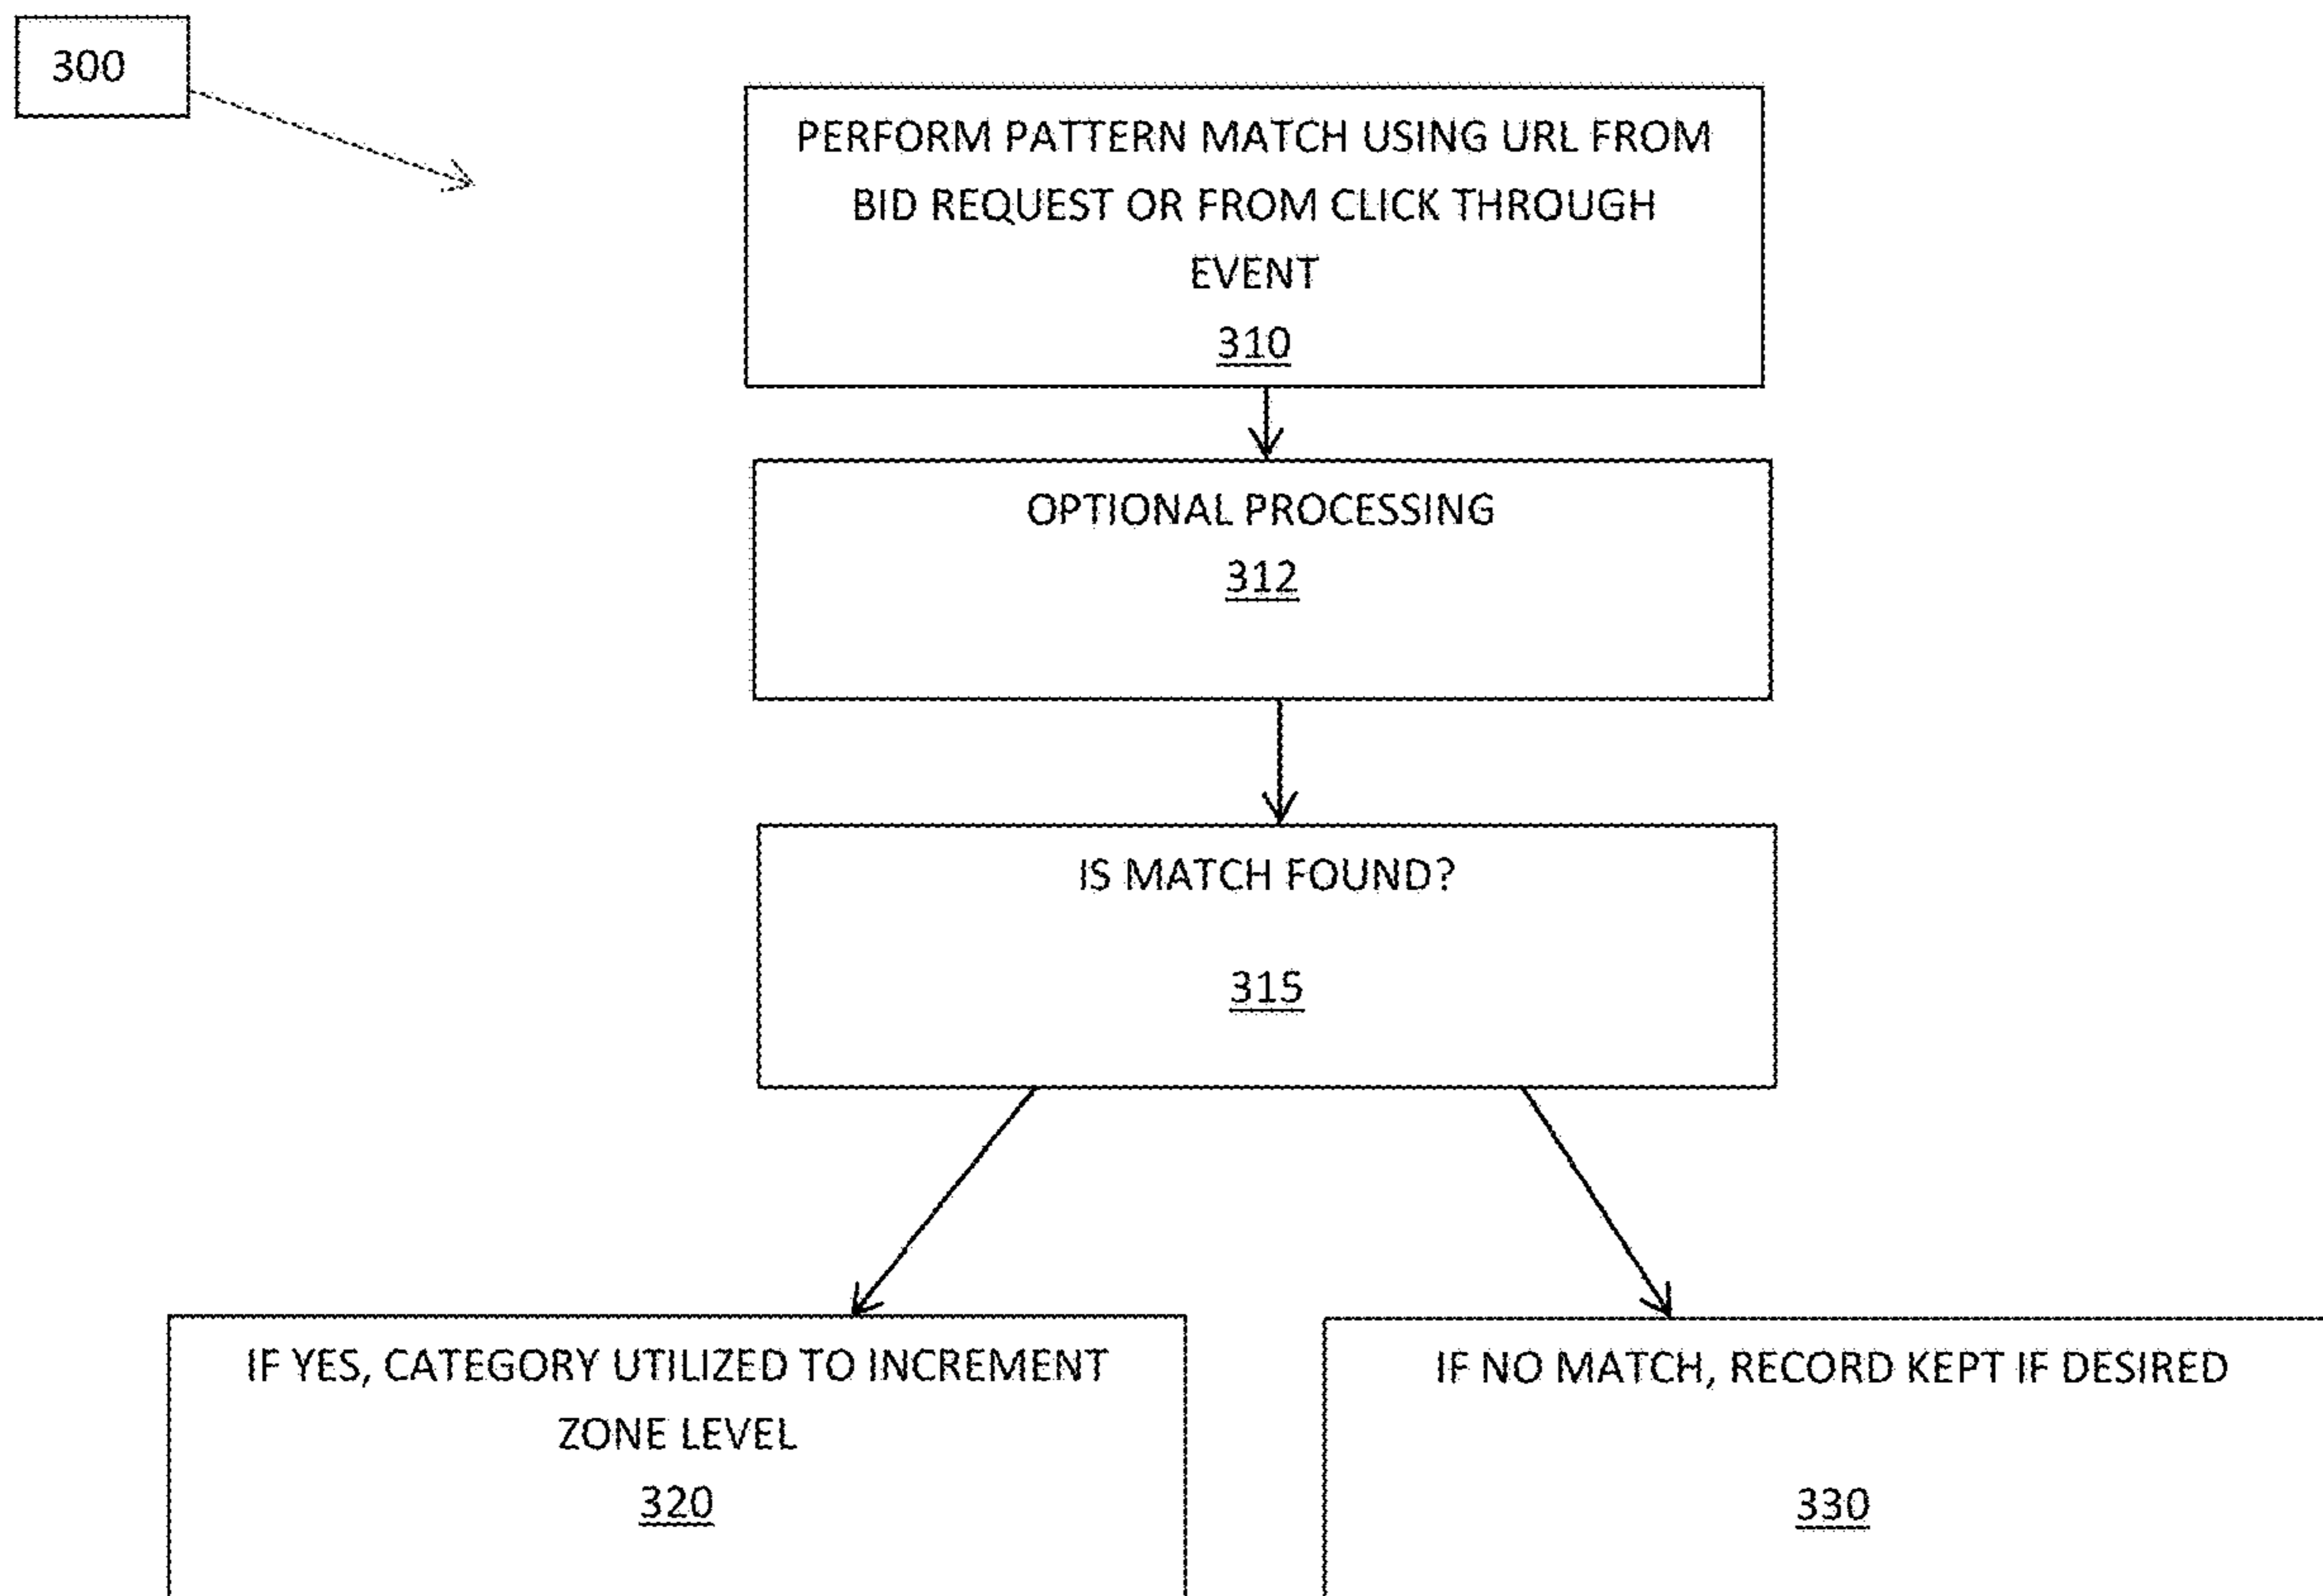 300
PERFORM PATTERN MATCH USING URL FROM
BID REQUEST OR FROM CLICK THROUGH
EVENT
310
OPTIONAL PROCESSING
312
IS MATCH FOUND?
315
IF YES, CATEGORY UTILIZED TO INCREMENT
ZONE LEVEL
320
IF NO MATCH, RECORD KEPT IF DESIRED
330